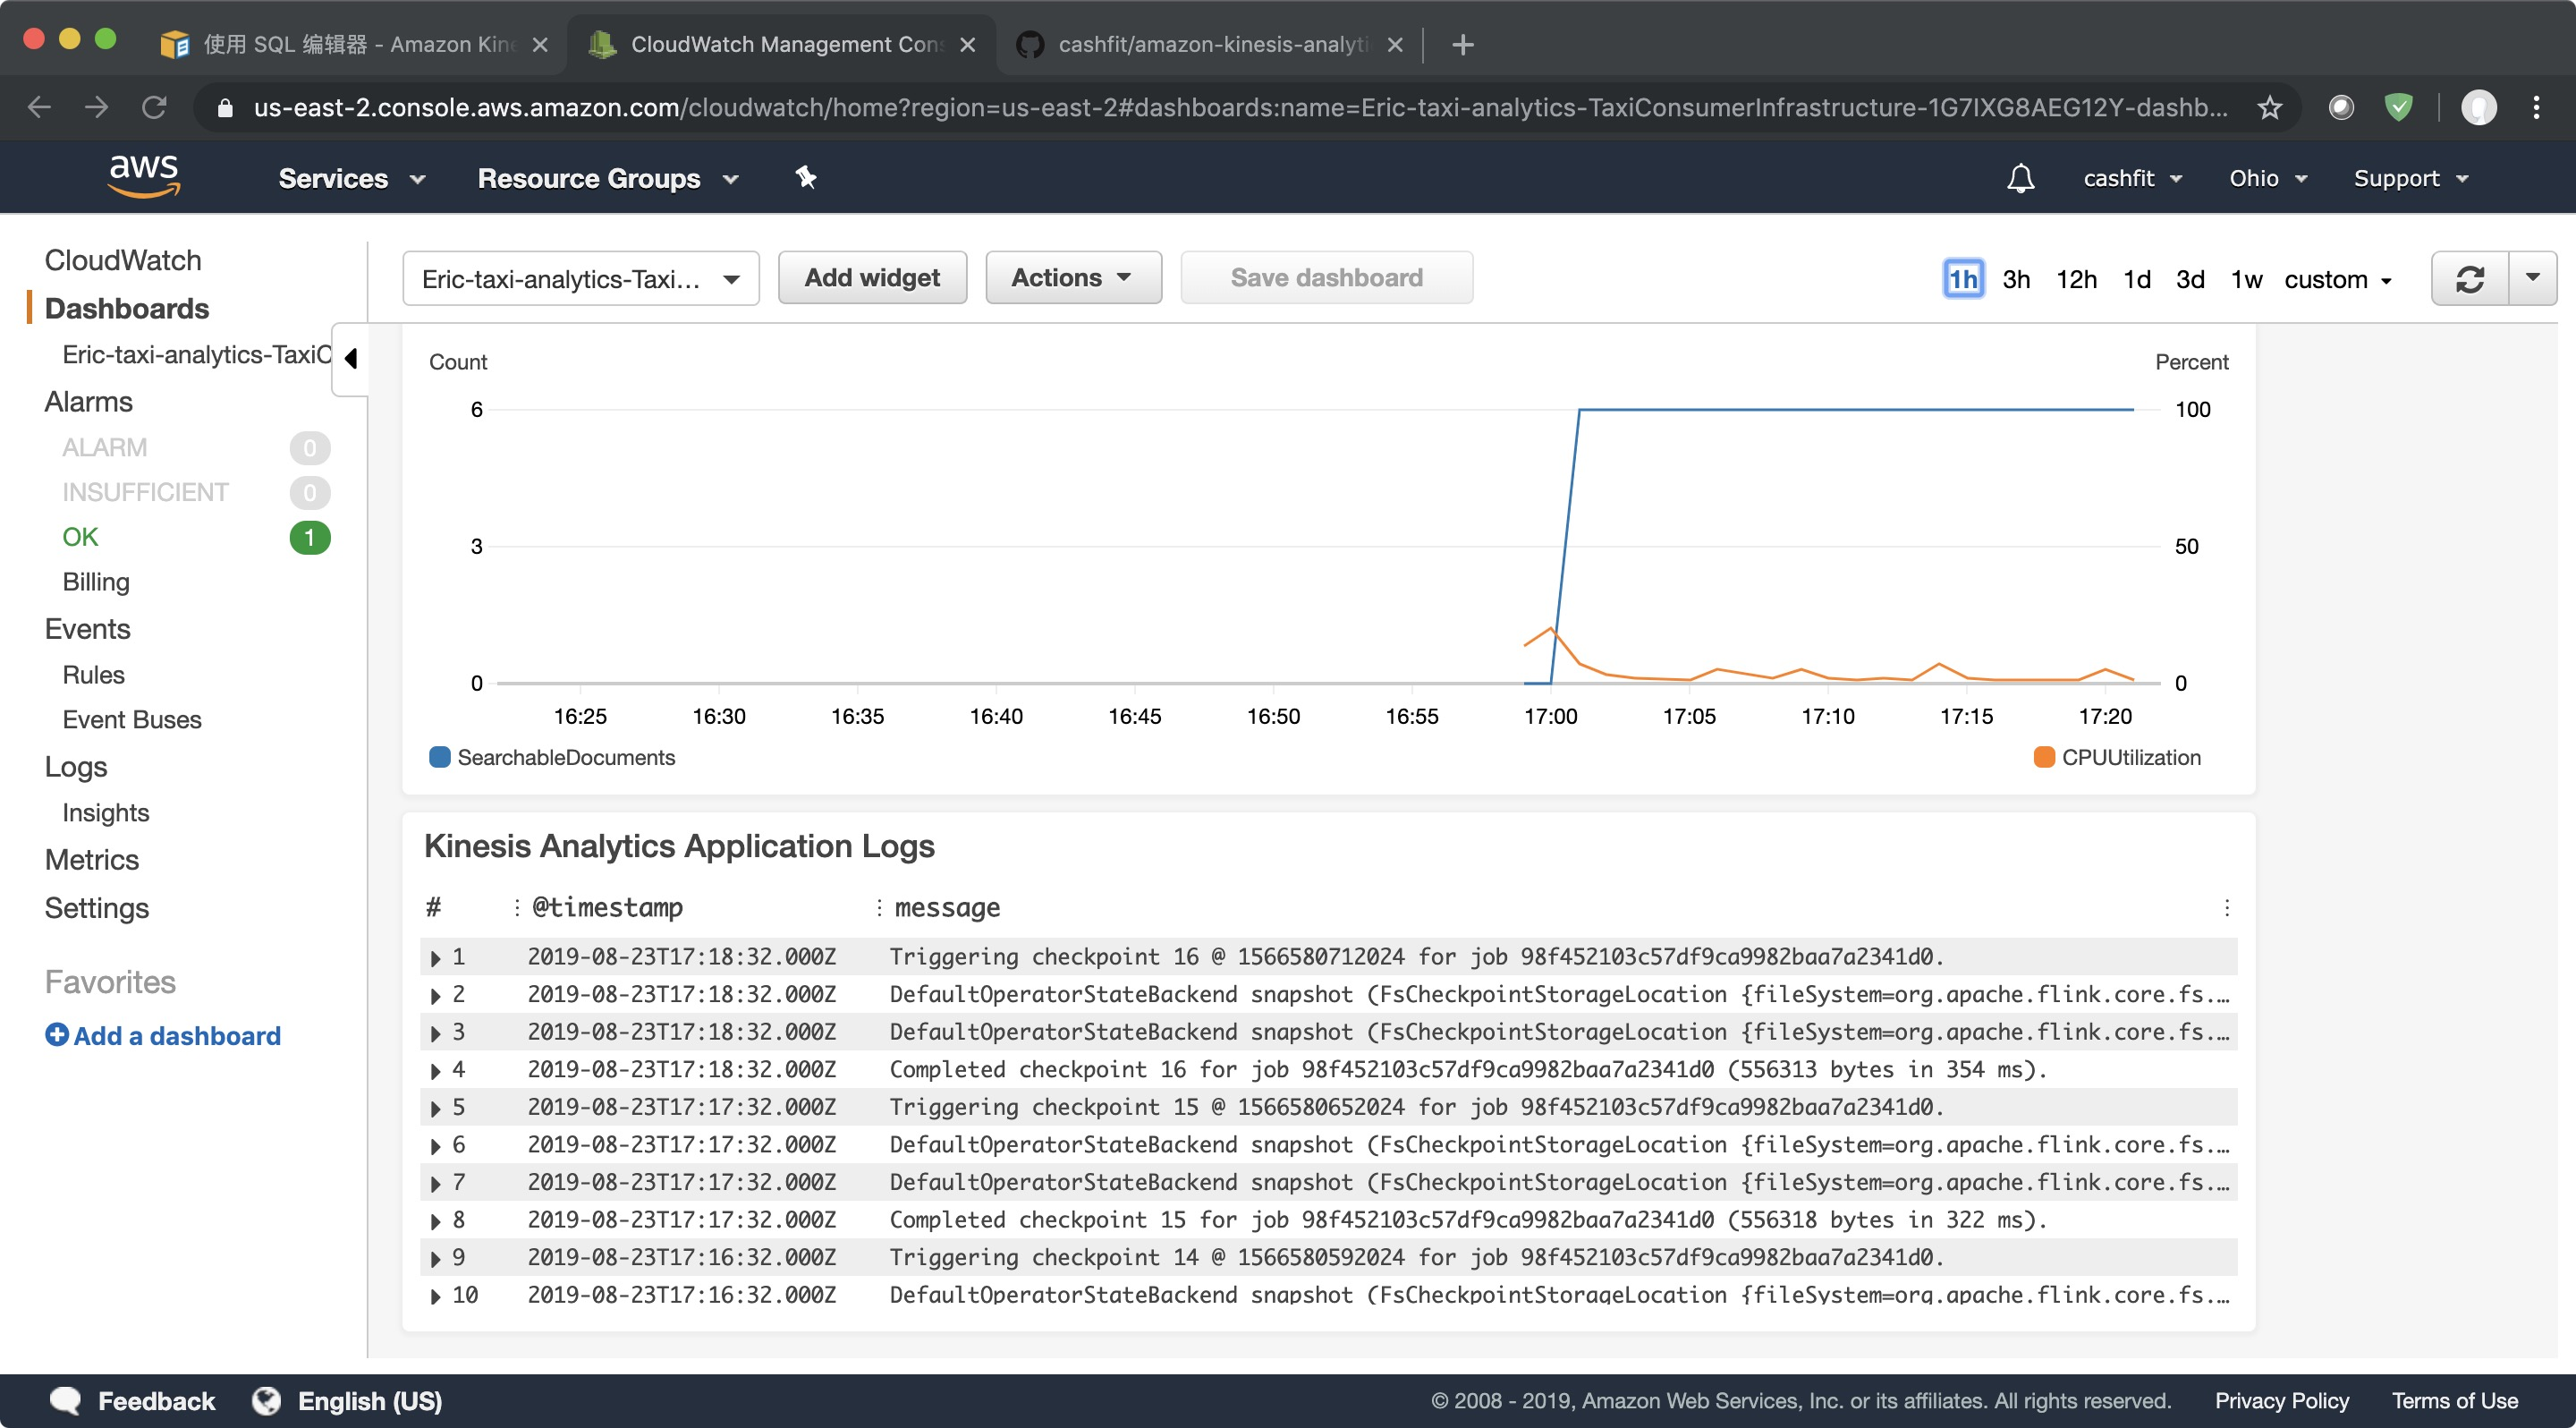 使用 SQL 编辑器 - Amazon Kine
CloudWatch Management Cons
cashfit/amazon-kinesis-analyti
us-east-2.console.aws.amazon.com/cloudwatch/home?region=us-east-2#dashboards:name=Eric-taxi-analytics-TaxiConsumerInfrastructure-1G7IXG8AEG12Y-dashb...
aws Services Resource Groups cashfit Ohio Support
CloudWatch
Dashboards
Eric-taxi-analytics-TaxiC
Alarms
ALARM 0
INSUFFICIENT 0
OK 1
Billing
Events
Rules
Event Buses
Logs
Insights
Metrics
Settings
Favorites
Add a dashboard
Eric-taxi-analytics-Taxi... Add widget Actions Save dashboard 1h 3h 12h 1d 3d 1w custom
Count Percent
6 100
3 50
0 0
16:25 16:30 16:35 16:40 16:45 16:50 16:55 17:00 17:05 17:10 17:15 17:20
SearchableDocuments CPUUtilization
Kinesis Analytics Application Logs
# @timestamp message
1 2019-08-23T17:18:32.000Z Triggering checkpoint 16 @ 1566580712024 for job 98f452103c57df9ca9982baa7a2341d0.
2 2019-08-23T17:18:32.000Z DefaultOperatorStateBackend snapshot (FsCheckpointStorageLocation {fileSystem=org.apache.flink.core.fs....
3 2019-08-23T17:18:32.000Z DefaultOperatorStateBackend snapshot (FsCheckpointStorageLocation {fileSystem=org.apache.flink.core.fs....
4 2019-08-23T17:18:32.000Z Completed checkpoint 16 for job 98f452103c57df9ca9982baa7a2341d0 (556313 bytes in 354 ms).
5 2019-08-23T17:17:32.000Z Triggering checkpoint 15 @ 1566580652024 for job 98f452103c57df9ca9982baa7a2341d0.
6 2019-08-23T17:17:32.000Z DefaultOperatorStateBackend snapshot (FsCheckpointStorageLocation {fileSystem=org.apache.flink.core.fs....
7 2019-08-23T17:17:32.000Z DefaultOperatorStateBackend snapshot (FsCheckpointStorageLocation {fileSystem=org.apache.flink.core.fs....
8 2019-08-23T17:17:32.000Z Completed checkpoint 15 for job 98f452103c57df9ca9982baa7a2341d0 (556318 bytes in 322 ms).
9 2019-08-23T17:16:32.000Z Triggering checkpoint 14 @ 1566580592024 for job 98f452103c57df9ca9982baa7a2341d0.
10 2019-08-23T17:16:32.000Z DefaultOperatorStateBackend snapshot (FsCheckpointStorageLocation {fileSystem=org.apache.flink.core.fs....
Feedback English (US) © 2008 - 2019, Amazon Web Services, Inc. or its affiliates. All rights reserved. Privacy Policy Terms of Use